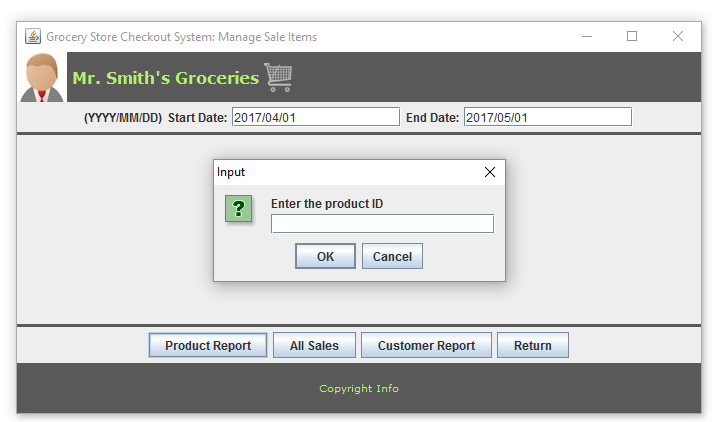 Grocery Store Checkout System: Manage Sale Items
Mr. Smith's Groceries
(YYYY/MM/DD) Start Date: 2017/04/01 End Date: 2017/05/01
Input
?
Enter the product ID
OK Cancel
Product Report All Sales Customer Report Return
Copyright Info